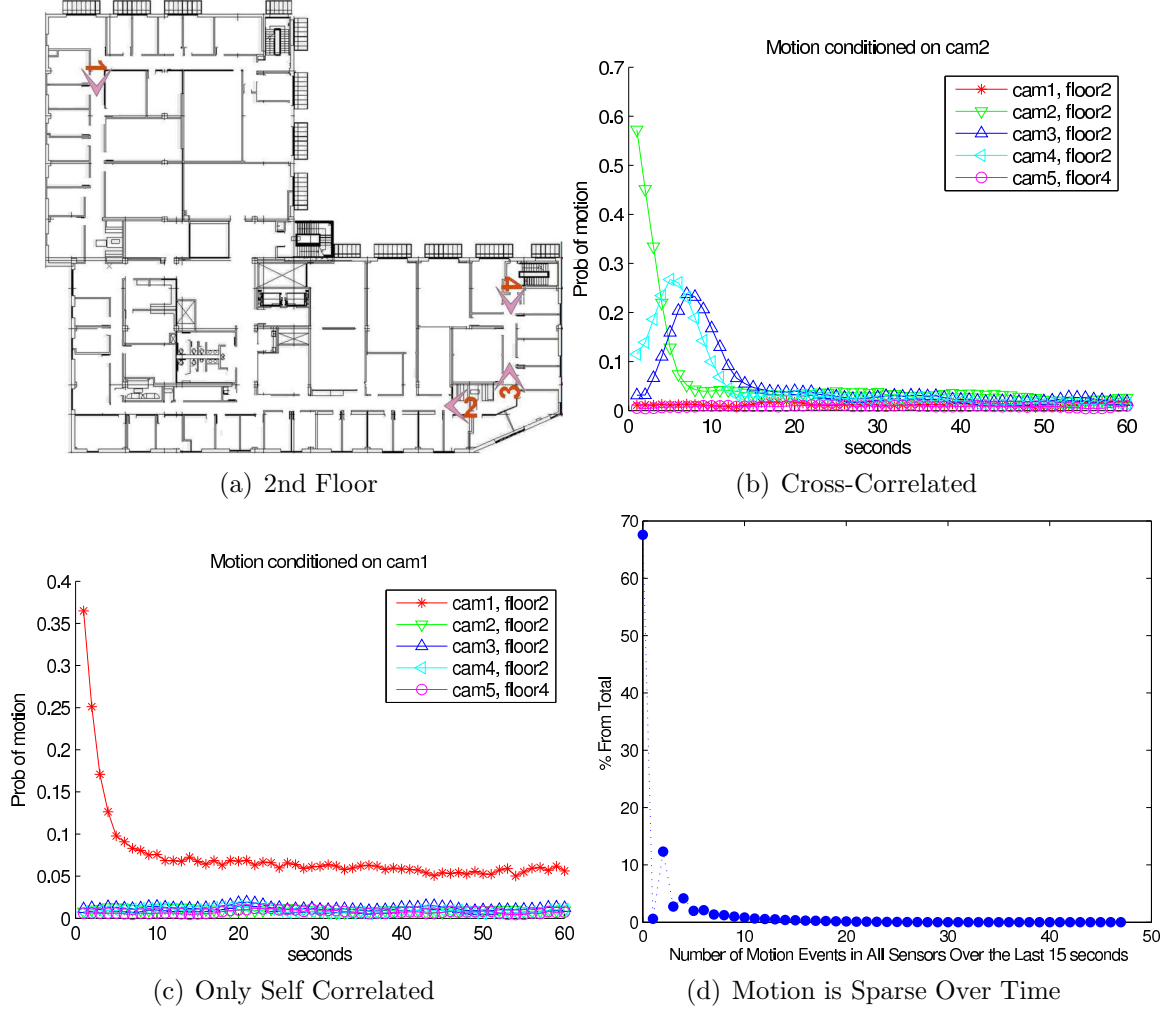 1
4
3
2
(a) 2nd Floor
Motion conditioned on cam2
0.7
0.6
0.5
0.4
0.3
0.2
0.1
0
Prob of motion
cam1, floor2
cam2, floor2
cam3, floor2
cam4, floor2
cam5, floor4
0 10 20 30 40 50 60
seconds
(b) Cross-Correlated
Motion conditioned on cam1
0.4
0.35
0.3
0.25
0.2
0.15
0.1
0.05
0
Prob of motion
cam1, floor2
cam2, floor2
cam3, floor2
cam4, floor2
cam5, floor4
0 10 20 30 40 50 60
seconds
(c) Only Self Correlated
70
60
50
40
30
20
10
0
% From Total
0 10 20 30 40 50
Number of Motion Events in All Sensors Over the Last 15 seconds
(d) Motion is Sparse Over Time